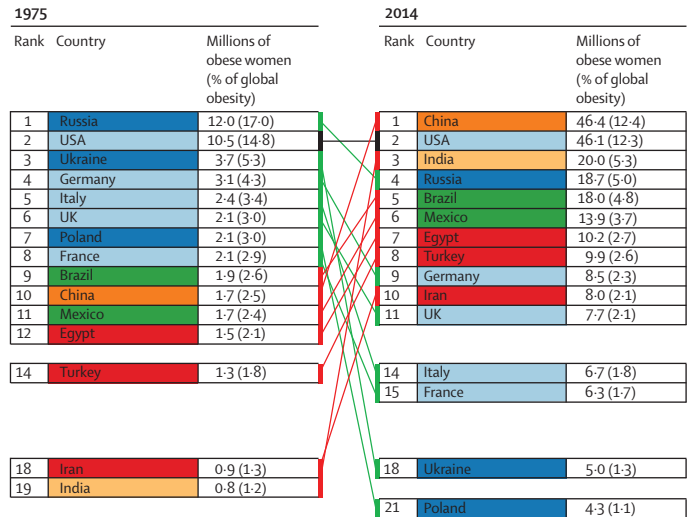 1975
Rank Country Millions of
obese women
(% of global
obesity)
1 Russia 12·0 (17·0)
2 USA 10·5 (14·8)
3 Ukraine 3·7 (5·3)
4 Germany 3·1 (4·3)
5 Italy 2·4 (3·4)
6 UK 2·1 (3·0)
7 Poland 2·1 (3·0)
8 France 2·1 (2·9)
9 Brazil 1·9 (2·6)
10 China 1·7 (2·5)
11 Mexico 1·7 (2·4)
12 Egypt 1·5 (2·1)
14 Turkey 1·3 (1·8)
18 Iran 0·9 (1·3)
19 India 0·8 (1·2)
2014
Rank Country Millions of
obese women
(% of global
obesity)
1 China 46·4 (12·4)
2 USA 46·1 (12·3)
3 India 20·0 (5·3)
4 Russia 18·7 (5·0)
5 Brazil 18·0 (4·8)
6 Mexico 13·9 (3·7)
7 Egypt 10·2 (2·7)
8 Turkey 9·9 (2·6)
9 Germany 8·5 (2·3)
10 Iran 8·0 (2·1)
11 UK 7·7 (2·1)
14 Italy 6·7 (1·8)
15 France 6·3 (1·7)
18 Ukraine 5·0 (1·3)
21 Poland 4·3 (1·1)